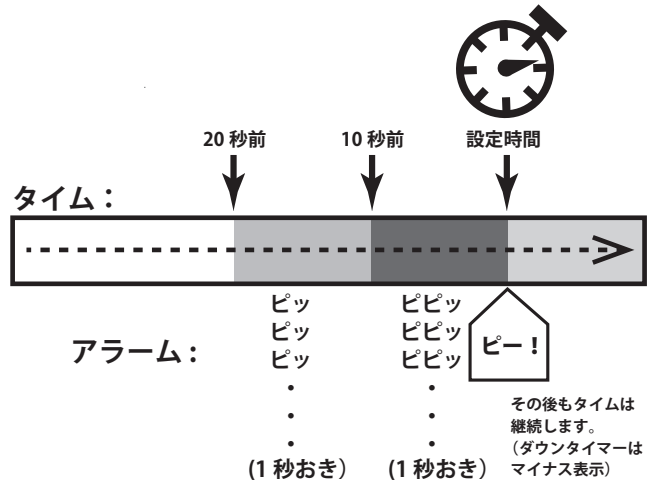 20 秒前
10 秒前
設定時間
タイム：
アラーム：
ピッ
ピッ
ピッ
・
・
・
(1 秒おき）
ピピッ
ピピッ
ピピッ
・
・
・
(1 秒おき）
ピー！
その後もタイムは
継続します。
（ダウンタイマーは
マイナス表示）